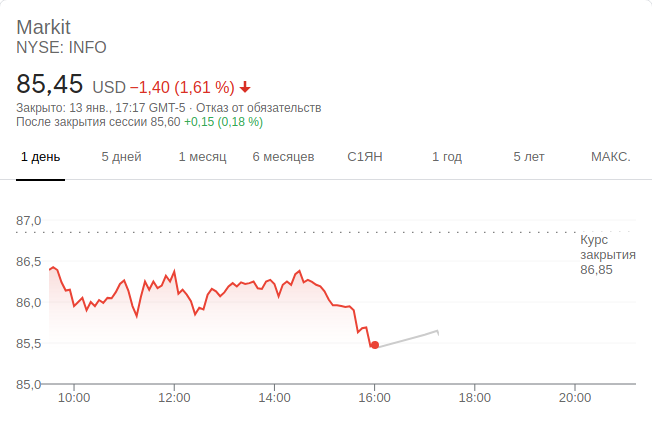 Markit
NYSE: INFO
85,45 USD −1,40 (1,61 %)
Закрыто: 13 янв., 17:17 GMT-5 · Отказ от обязательств
После закрытия сессии 85,60 +0,15 (0,18 %)
1 день 5 дней 1 месяц 6 месяцев С1ЯН 1 год 5 лет МАКС.
87,0
Курс
закрытия
86,85
86,5
86,0
85,5
85,0
10:00 12:00 14:00 16:00 18:00 20:00